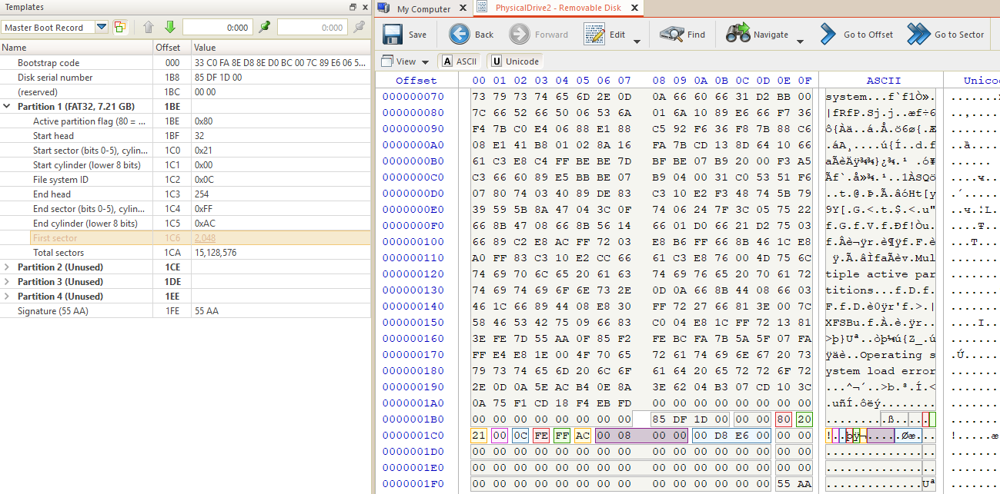 Templates
Master Boot Record
0:000
0:000
Name Offset Value
Bootstrap code 000 33 C0 FA 8E D8 8E D0 BC 00 7C 89 E6 06 5...
Disk serial number 1B8 85 DF 1D 00
(reserved) 1BC 00 00
Partition 1 (FAT32, 7.21 GB) 1BE
Active partition flag (80 = ... 1BE 0x80
Start head 1BF 32
Start sector (bits 0-5), cylin... 1C0 0x21
Start cylinder (lower 8 bits) 1C1 0x00
File system ID 1C2 0x0C
End head 1C3 254
End sector (bits 0-5), cylin... 1C4 0xFF
End cylinder (lower 8 bits) 1C5 0xAC
First sector 1C6 2,048
Total sectors 1CA 15,128,576
Partition 2 (Unused) 1CE
Partition 3 (Unused) 1DE
Partition 4 (Unused) 1EE
Signature (55 AA) 1FE 55 AA
My Computer
PhysicalDrive2 - Removable Disk
Save Back Forward Edit Find Navigate Go to Offset Go to Sector
View A ASCII U Unicode
Offset 00 01 02 03 04 05 06 07 08 09 0A 0B 0C 0D 0E 0F ASCII Unico
000000070 73 79 73 74 65 6D 2E 0D 0A 66 60 66 31 D2 BB 00 system...f`f1Ò».
000000080 7C 66 52 66 50 06 53 6A 01 6A 10 89 E6 66 F7 36 |fRfP.Sj.j..æf÷6
000000090 F4 7B C0 E4 06 88 E1 88 C5 92 F6 36 F8 7B 88 C6
0000000A0 08 E1 41 B8 01 02 8A 16 FA 7B CD 13 8D 64 10 66
0000000B0 61 C3 E8 C4 FF BE BE 7D BF BE 07 B9 20 00 F3 A5
0000000C0 C3 66 60 89 E5 BB BE 07 B9 04 00 31 C0 53 51 F6
0000000D0 07 80 74 03 40 89 DE 83 C3 10 E2 F3 48 74 5B 79
0000000E0 39 59 5B 8A 47 04 3C 0F 74 06 24 7F 3C 05 75 22 9Y[.G.<.t.$.<.u"
0000000F0 66 8B 47 08 66 8B 56 14 66 01 D0 66 21 D2 75 03 f.G.f.V.f.Ðf!Òu.
000000100 66 89 C2 E8 AC FF 72 03 E8 B6 FF 66 8B 46 1C E8 f.Âè¬ÿr.è¶ÿf.F.è
000000110 A0 FF 83 C3 10 E2 CC 66 61 C3 E8 76 00 4D 75 6C ÿ.Ã.âÌfaÃèv.Mul
000000120 74 69 70 6C 65 20 61 63 74 69 76 65 20 70 61 72 tiple active par
000000130 74 69 74 69 6F 6E 73 2E 0D 0A 66 8B 44 08 66 03 titions...f.D.f.
000000140 46 1C 66 89 44 08 E8 30 FF 72 27 66 81 3E 00 7C F.f.D.è0ÿr'f.>.|
000000150 58 46 53 42 75 09 66 83 C0 04 E8 1C FF 72 13 81 XFSBu.f.À.è.ÿr..
000000160 3E FE 7D 55 AA 0F 85 F2 FE BC FA 7B 5A 5F 07 FA >þ}Uª..òþ¼ú{Z_.ú
000000170 FF E4 E8 1E 00 4F 70 65 72 61 74 69 6E 67 20 73 ÿäè..Operating s
000000180 79 73 74 65 6D 20 6C 6F 61 64 20 65 72 72 6F 72 ystem load error
000000190 2E 0D 0A 5E AC B4 0E 8A 3E 62 04 B3 07 CD 10 3C
0000001A0 0A 75 F1 CD 18 F4 EB FD 00 00 00 00 00 00 00 00 .uñÍ.ôëý........
0000001B0 00 00 00 00 00 00 00 00 85 DF 1D 00 00 00 80 20
0000001C0 21 00 0C FE FF AC 00 08 00 00 00 D8 E6 00 00 00
0000001D0 00 00 00 00 00 00 00 00 00 00 00 00 00 00 00 00 ................
0000001E0 00 00 00 00 00 00 00 00 00 00 00 00 00 00 00 00 ................
0000001F0 00 00 00 00 00 00 00 00 00 00 00 00 00 00 55 AA ..............Uª